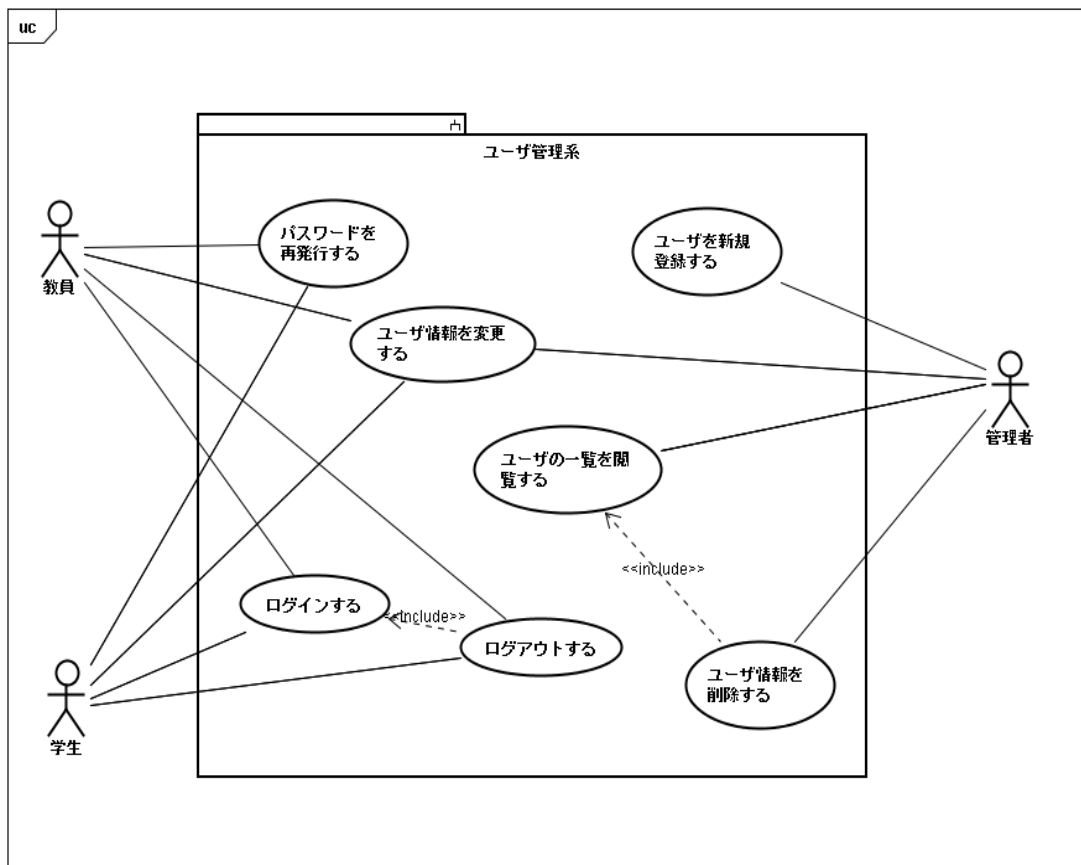 uc
ユーザ管理系
パスワードを
再発行する
ユーザを新規
登録する
教員
ユーザ情報を変更
する
管理者
ユーザの一覧を閲
覧する
<<include>>
ログインする
<<include>>
ログアウトする
ユーザ情報を
削除する
学生